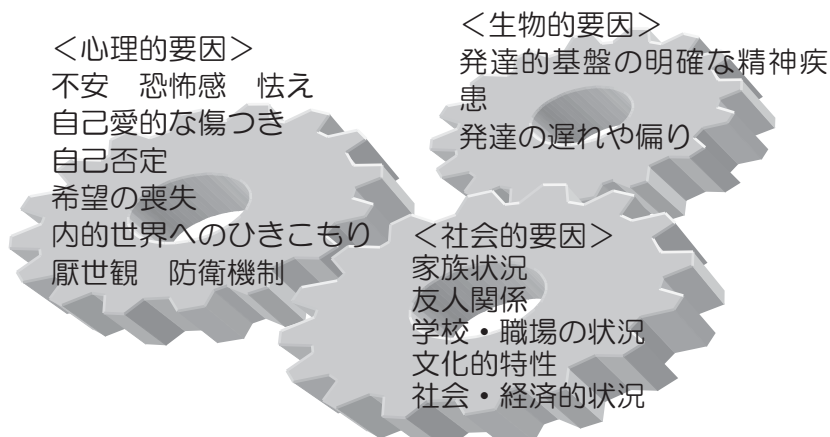 ＜心理的要因＞
不安　恐怖感　怯え
自己愛的な傷つき
自己否定
希望の喪失
内的世界へのひきこもり
厭世観　防衛機制
＜生物的要因＞
発達的基盤の明確な精神疾
患
発達の遅れや偏り
＜社会的要因＞
家族状況
友人関係
学校・職場の状況
文化的特性
社会・経済的状況